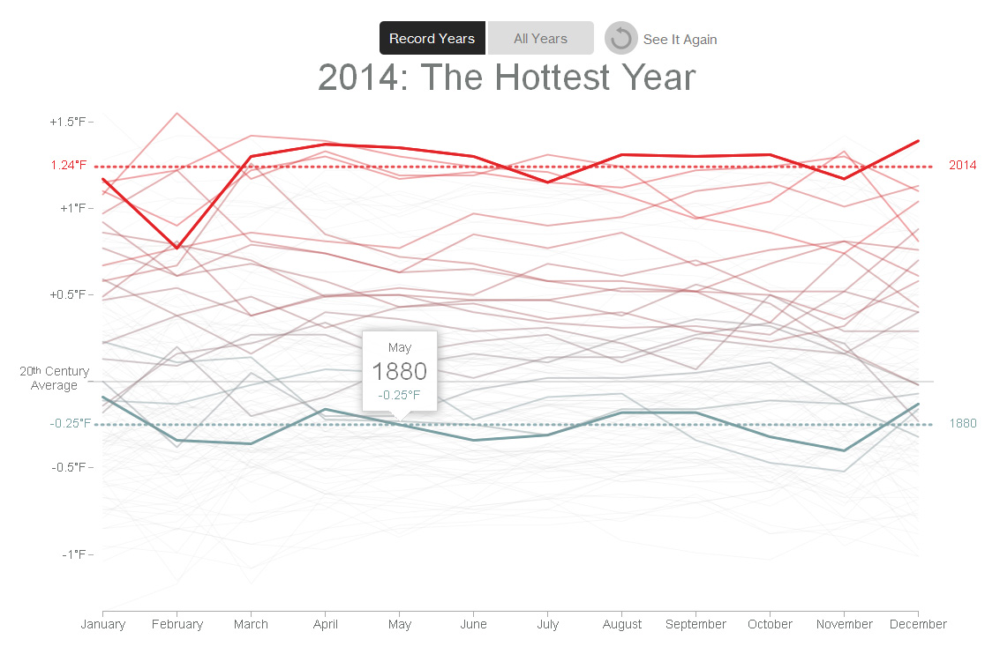 Record Years
All Years
See It Again
2014: The Hottest Year
+1.5°F
1.24°F
2014
+1°F
+0.5°F
May
1880
-0.25°F
20th Century
Average
-0.25°F
1880
-0.5°F
-1°F
January
February
March
April
May
June
July
August
September
October
November
December